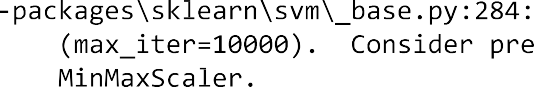 -packages\sklearn\svm\_base.py:284:
(max_iter=10000).  Consider pre
MinMaxScaler.